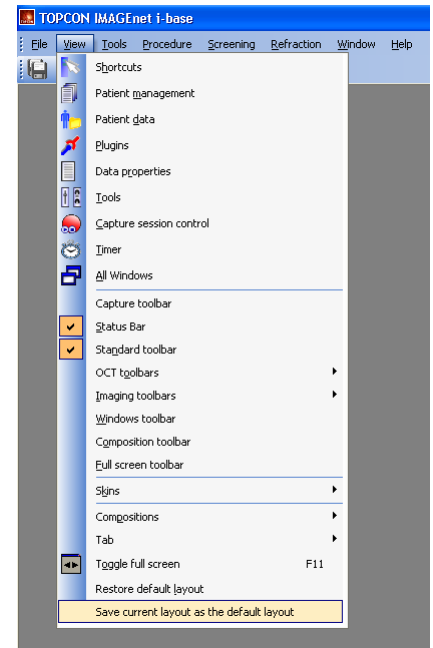 TOPCON IMAGEnet i-base
File View Tools Procedure Screening Refraction Window Help
Shortcuts
Patient management
Patient data
Plugins
Data properties
Tools
Capture session control
Timer
All Windows
Capture toolbar
Status Bar
Standard toolbar
OCT toolbars
Imaging toolbars
Windows toolbar
Composition toolbar
Full screen toolbar
Skins
Compositions
Tab
Toggle full screen F11
Restore default layout
Save current layout as the default layout